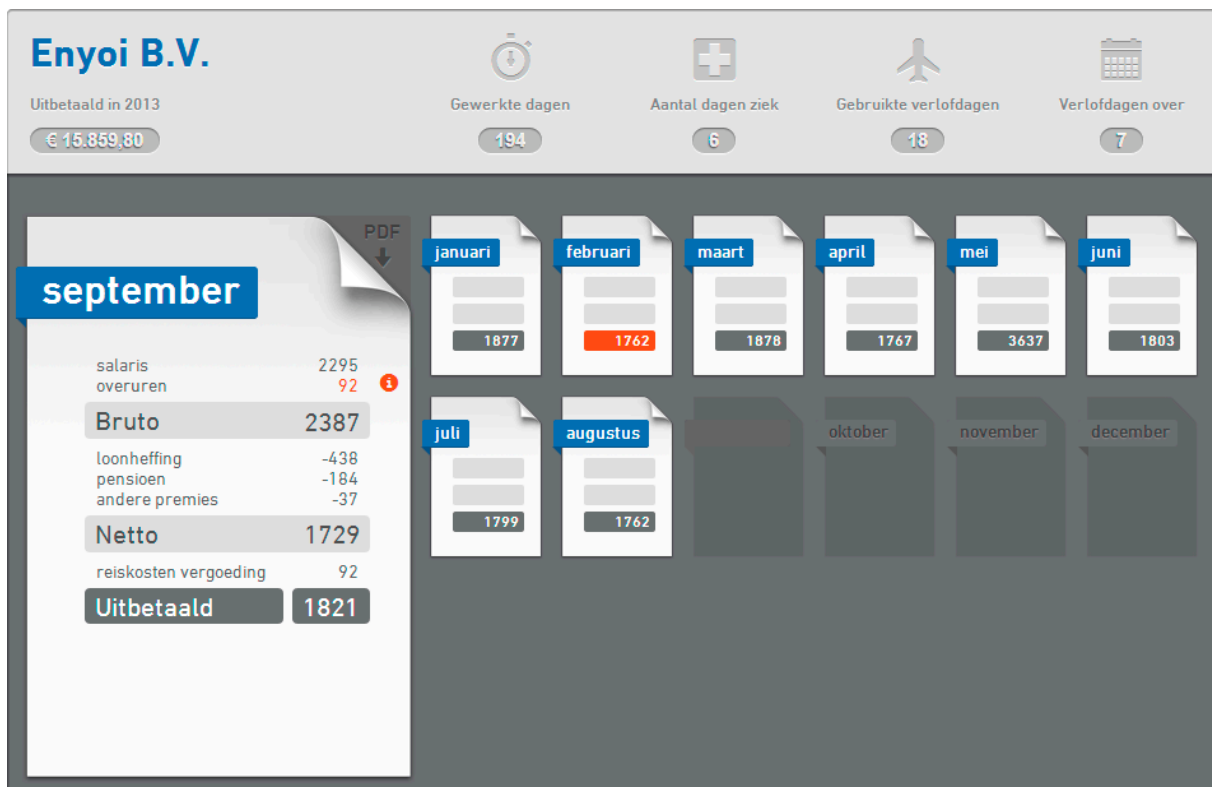 Enyoi B.V.
Uitbetaald in 2013
€ 15.859,80
Gewerkte dagen
194
Aantal dagen ziek
6
Gebruikte verlofdagen
18
Verlofdagen over
7
PDF
september
salaris 2295
overuren 92 i
Bruto 2387
loonheffing -438
pensioen -184
andere premies -37
Netto 1729
reiskosten vergoeding 92
Uitbetaald 1821
januari
1877
februari
1762
maart
1878
april
1767
mei
3637
juni
1803
juli
1799
augustus
1762
oktober
november
december